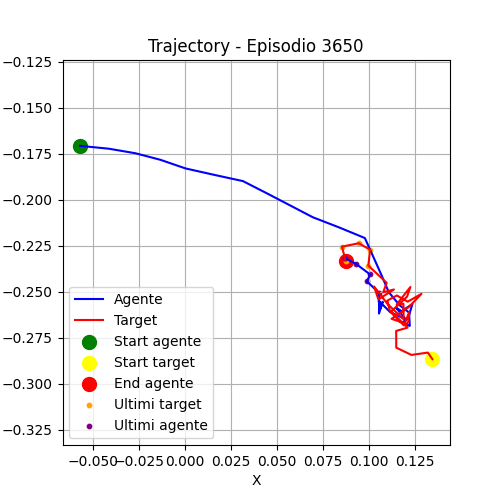 Trajectory - Episodio 3650
−0.125
−0.150
−0.175
−0.200
−0.225
−0.250
−0.275
−0.300
−0.325
Agente
Target
Start agente
Start target
End agente
Ultimi target
Ultimi agente
−0.050 −0.025 0.000 0.025 0.050 0.075 0.100 0.125
X